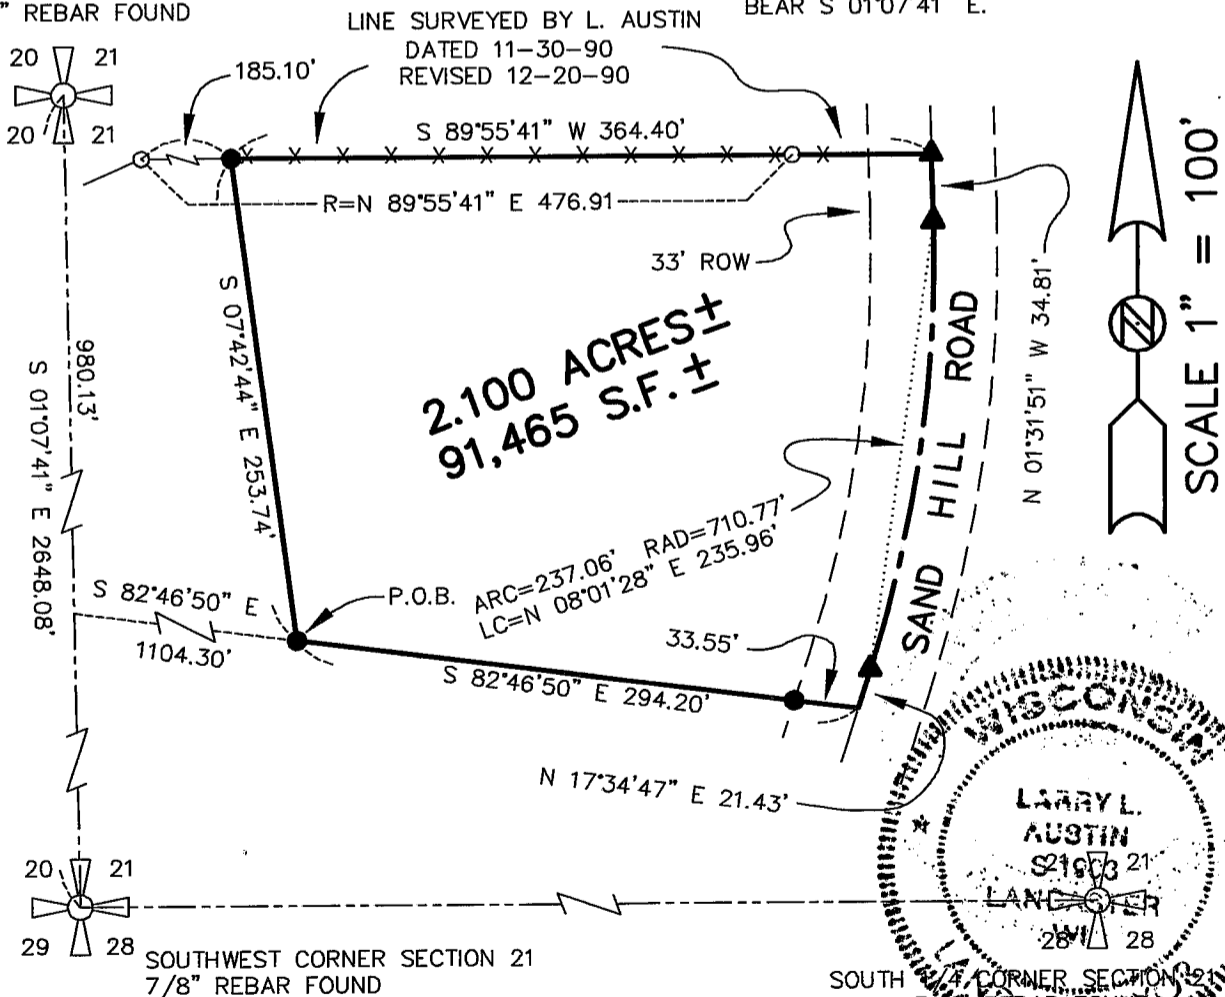 " REBAR FOUND
LINE SURVEYED BY L. AUSTIN
DATED 11-30-90
REVISED 12-20-90
BEAR S 01°07'41" E.
20 21
20 21
185.10'
S 89°55'41" W 364.40'
R=N 89°55'41" E 476.91
33' ROW
N 01°31'51" W 34.81'
SCALE 1" = 100'
N
S 07°42'44" E 253.74'
2.100 ACRES±
91,465 S.F.±
SAND HILL ROAD
980.13'
S 01°07'41" E 2648.08'
ARC=237.06' RAD=710.77'
LC=N 08°01'28" E 235.96'
P.O.B.
S 82°46'50" E
1104.30'
33.55'
S 82°46'50" E 294.20'
N 17°34'47" E 21.43'
WISCONSIN
LARRY L.
AUSTIN
LANCASTER
WI
20 21
29 28
21 21
28 28
SOUTHWEST CORNER SECTION 21
7/8" REBAR FOUND
SOUTH 1/4 CORNER SECTION 21